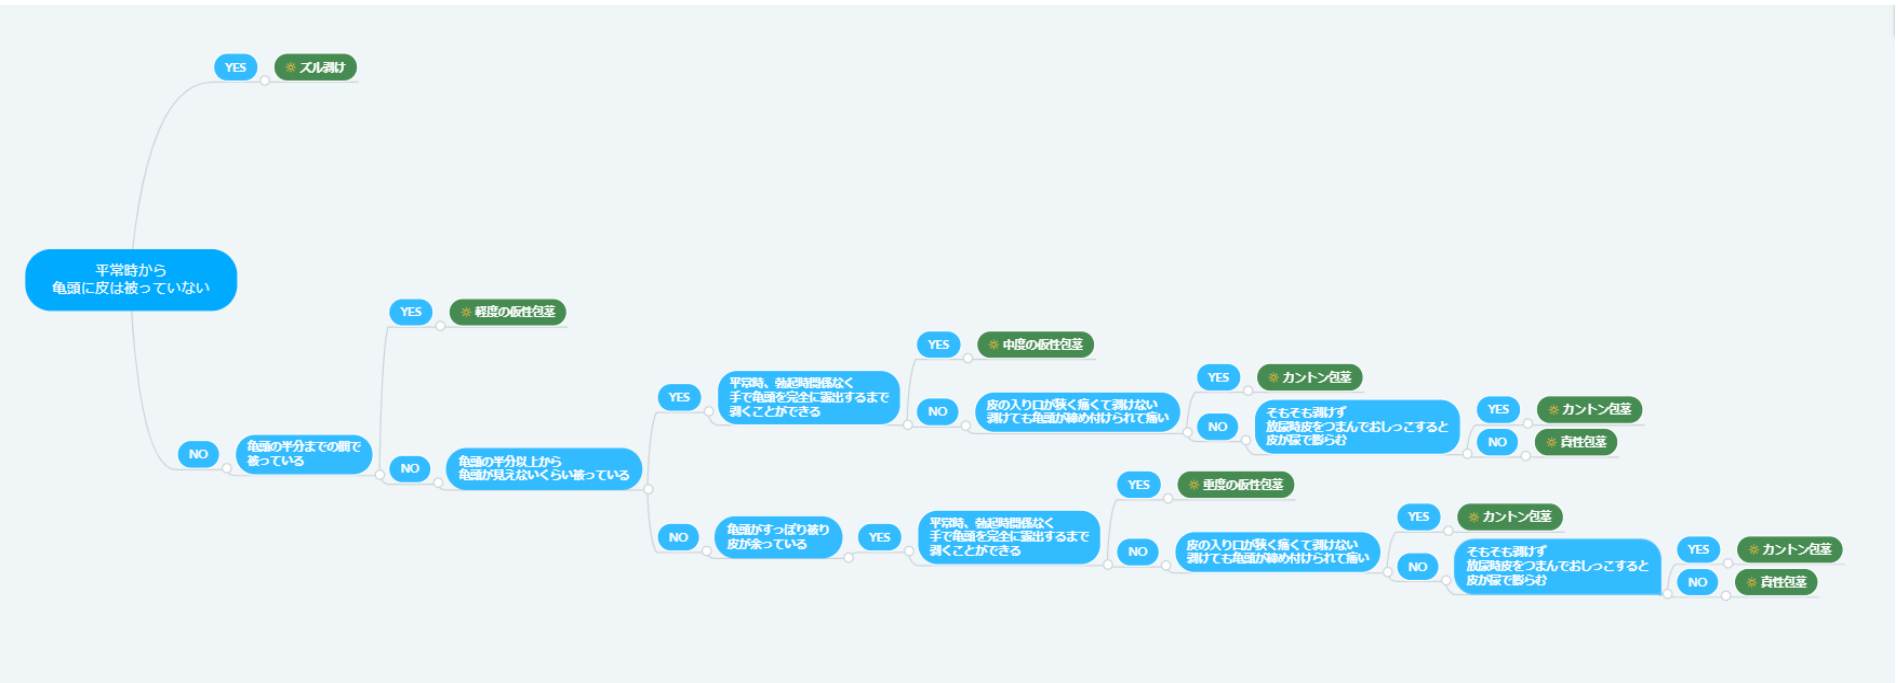 平常時から
亀頭に皮は被っていない
YES
ズル剥け
NO
亀頭の半分までの間で
被っている
YES
軽度の仮性包茎
NO
亀頭の半分以上から
亀頭が見えないくらい被っている
YES
平常時、勃起時関係なく
手で亀頭を完全に露出するまで
剥くことができる
YES
中度の仮性包茎
NO
皮の入り口が狭く痛くて剥けない
剥けても亀頭が締め付けられて痛い
YES
カントン包茎
NO
そもそも剥けず
放尿時皮をつまんでおしっこすると
皮が尿で膨らむ
YES
カントン包茎
NO
真性包茎
NO
亀頭がすっぽり被り
皮が余っている
YES
平常時、勃起時関係なく
手で亀頭を完全に露出するまで
剥くことができる
YES
重度の仮性包茎
NO
皮の入り口が狭く痛くて剥けない
剥けても亀頭が締め付けられて痛い
YES
カントン包茎
NO
そもそも剥けず
放尿時皮をつまんでおしっこすると
皮が尿で膨らむ
YES
カントン包茎
NO
真性包茎